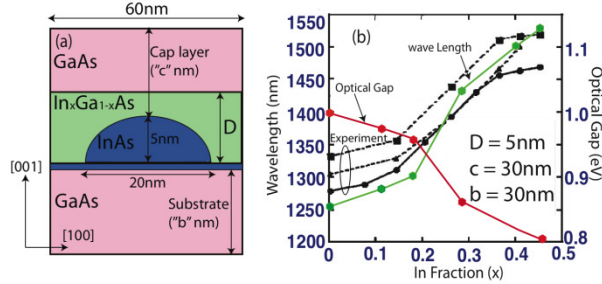 60nm
(a)
Cap layer
("c" nm)
GaAs
InxGa1-xAs
D
InAs
5nm
20nm
[001]
GaAs
Substrate
("b" nm)
[100]
(b)
wave Length
Optical Gap
Experiment
D = 5nm
c = 30nm
b = 30nm
Wavelength (nm)
1550
1500
1450
1400
1350
1300
1250
1200
Optical Gap (eV)
1.1
1.0
0.9
0.8
0 0.1 0.2 0.3 0.4 0.5
In Fraction (x)